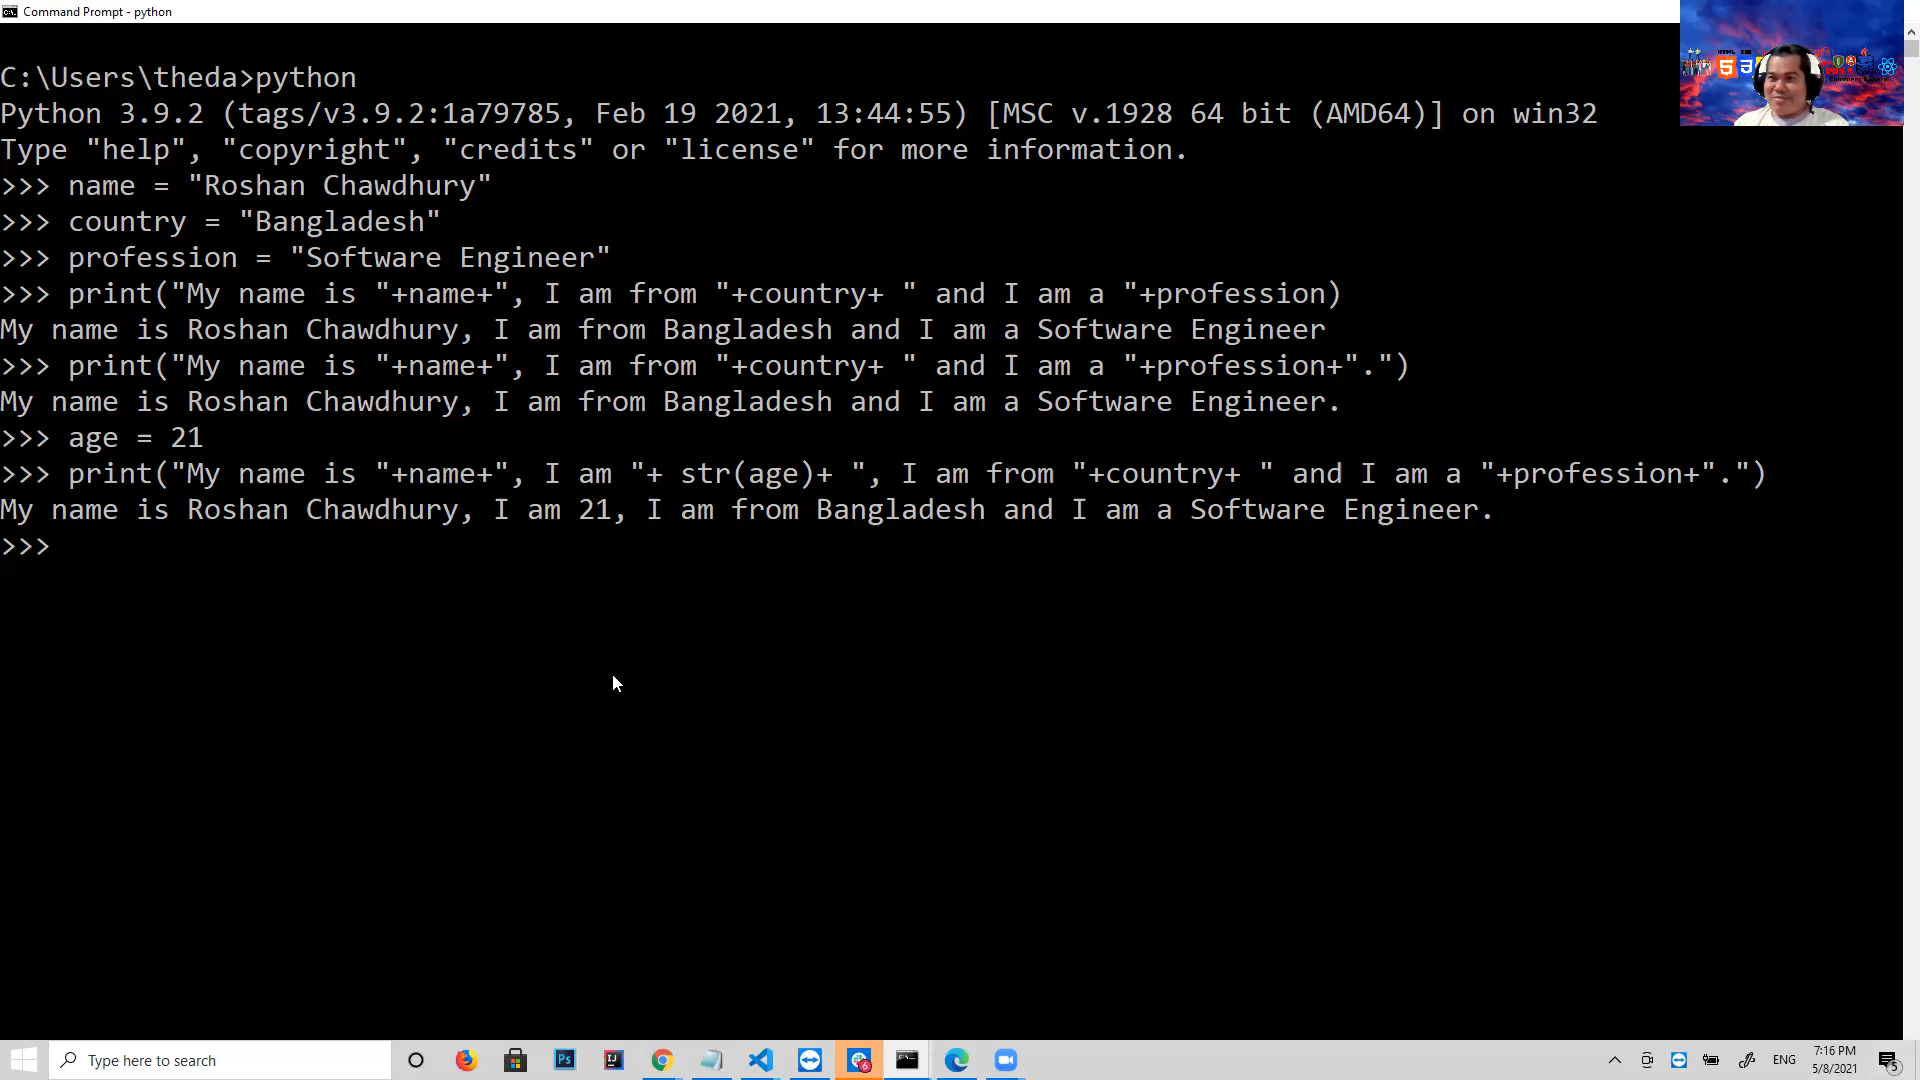 Command Prompt - python
C:\Users\theda>python
Python 3.9.2 (tags/v3.9.2:1a79785, Feb 19 2021, 13:44:55) [MSC v.1928 64 bit (AMD64)] on win32
Type "help", "copyright", "credits" or "license" for more information.
>>> name = "Roshan Chawdhury"
>>> country = "Bangladesh"
>>> profession = "Software Engineer"
>>> print("My name is "+name+", I am from "+country+ " and I am a "+profession)
My name is Roshan Chawdhury, I am from Bangladesh and I am a Software Engineer
>>> print("My name is "+name+", I am from "+country+ " and I am a "+profession+".")
My name is Roshan Chawdhury, I am from Bangladesh and I am a Software Engineer.
>>> age = 21
>>> print("My name is "+name+", I am "+ str(age)+ ", I am from "+country+ " and I am a "+profession+".")
My name is Roshan Chawdhury, I am 21, I am from Bangladesh and I am a Software Engineer.
>>>
Type here to search
Ps
IJ
6
ENG
7:16 PM
5/8/2021
5